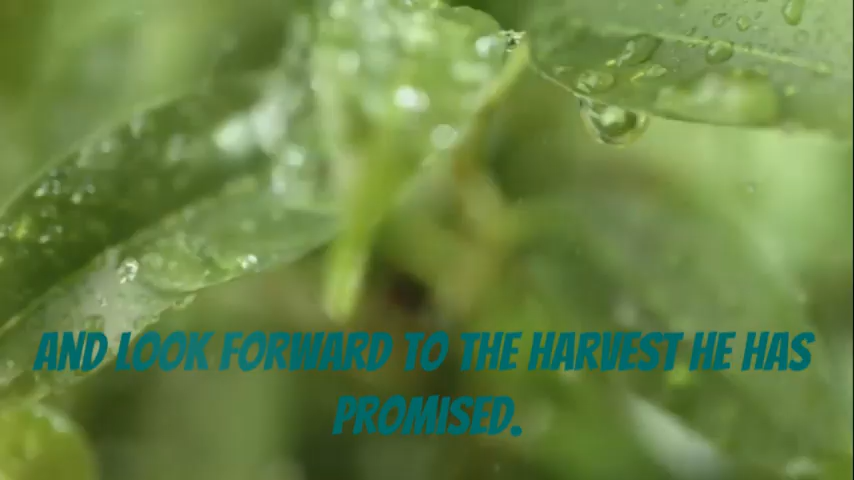 AND LOOK FORWARD TO THE HARVEST HE HAS
PROMISED.